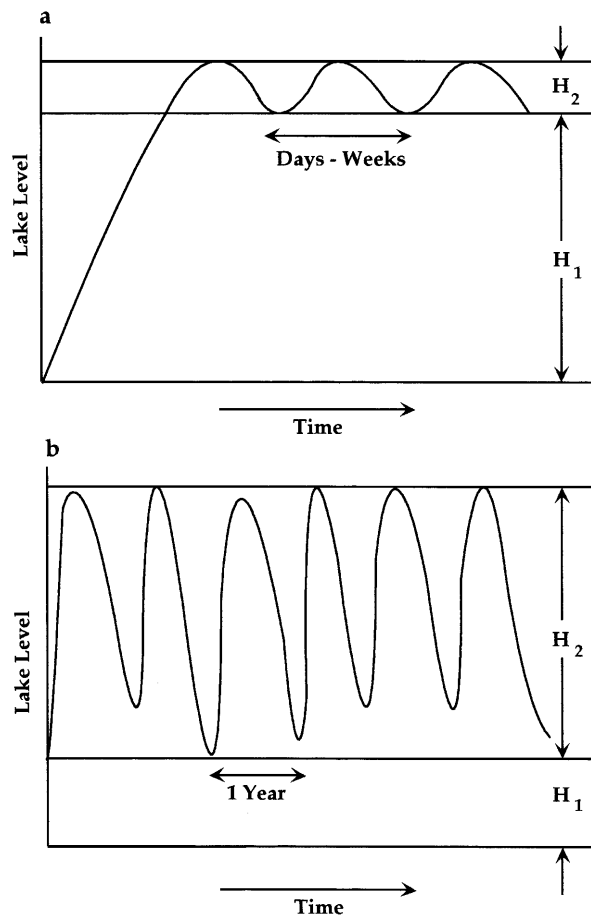 a
H2
Days - Weeks
Lake Level
H1
Time
b
Lake Level
H2
1 Year
H1
Time